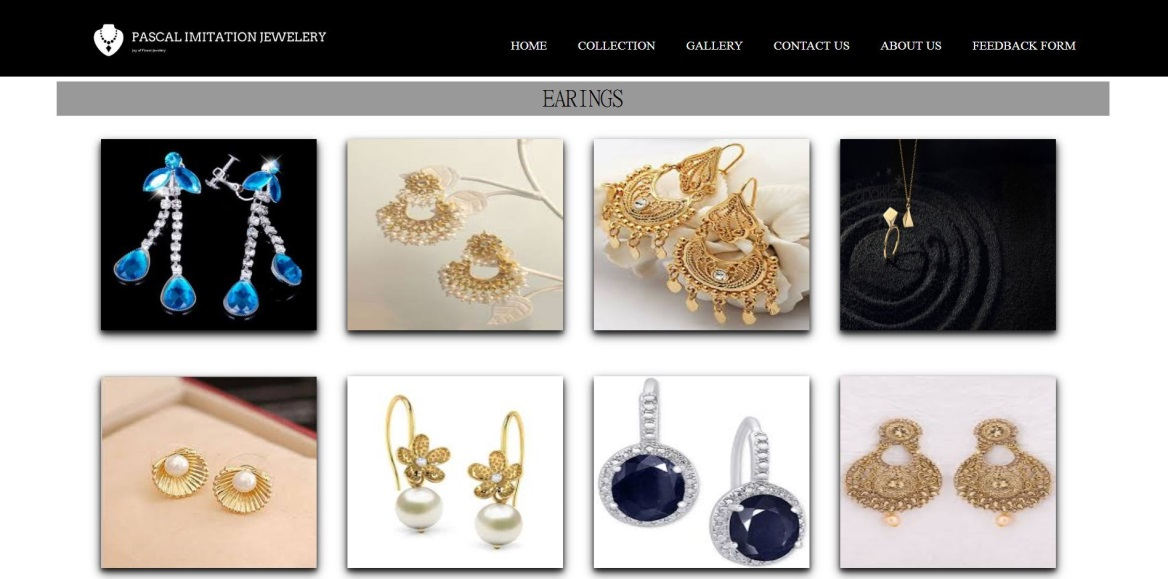 PASCAL IMITATION JEWELERY
HOME COLLECTION GALLERY CONTACT US ABOUT US FEEDBACK FORM
EARINGS